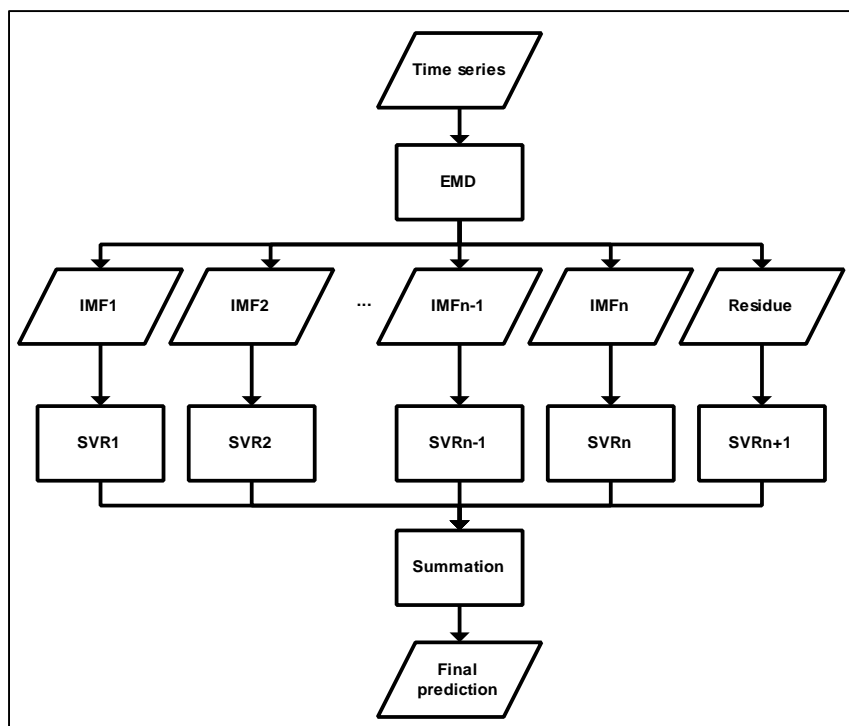 Time series
EMD
IMF1
IMF2
...
IMFn-1
IMFn
Residue
SVR1
SVR2
SVRn-1
SVRn
SVRn+1
Summation
Final
prediction